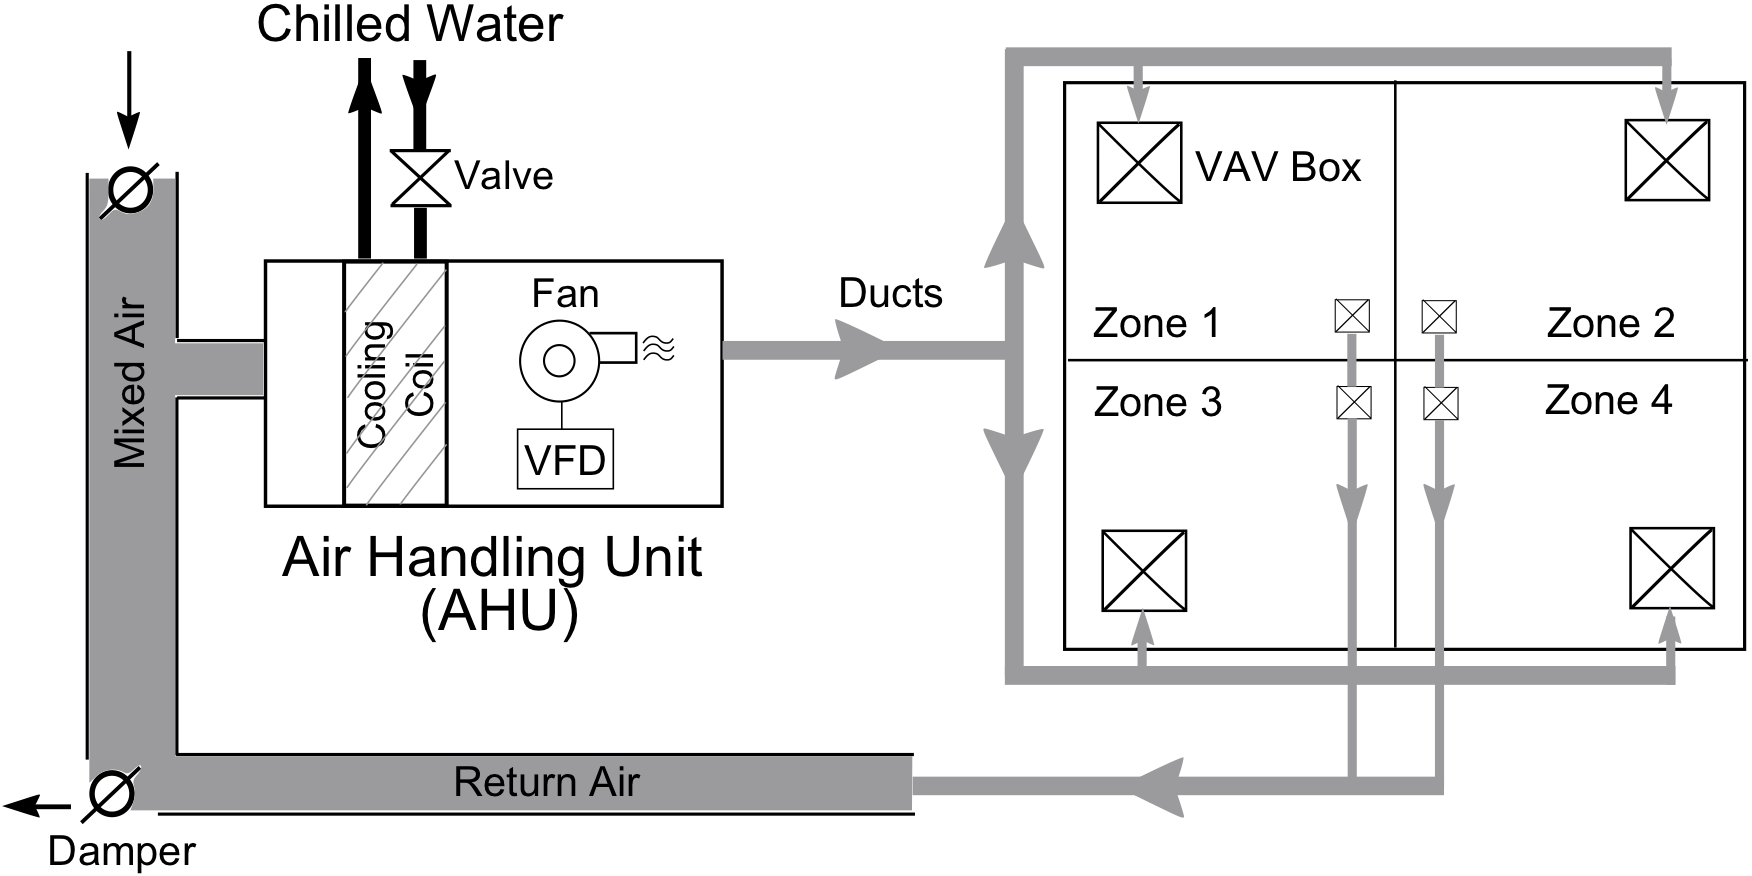 Chilled Water
Valve
VAV Box
Mixed Air
Cooling
Coil
Fan
VFD
Ducts
Zone 1
Zone 2
Zone 3
Zone 4
Air Handling Unit
(AHU)
Return Air
Damper